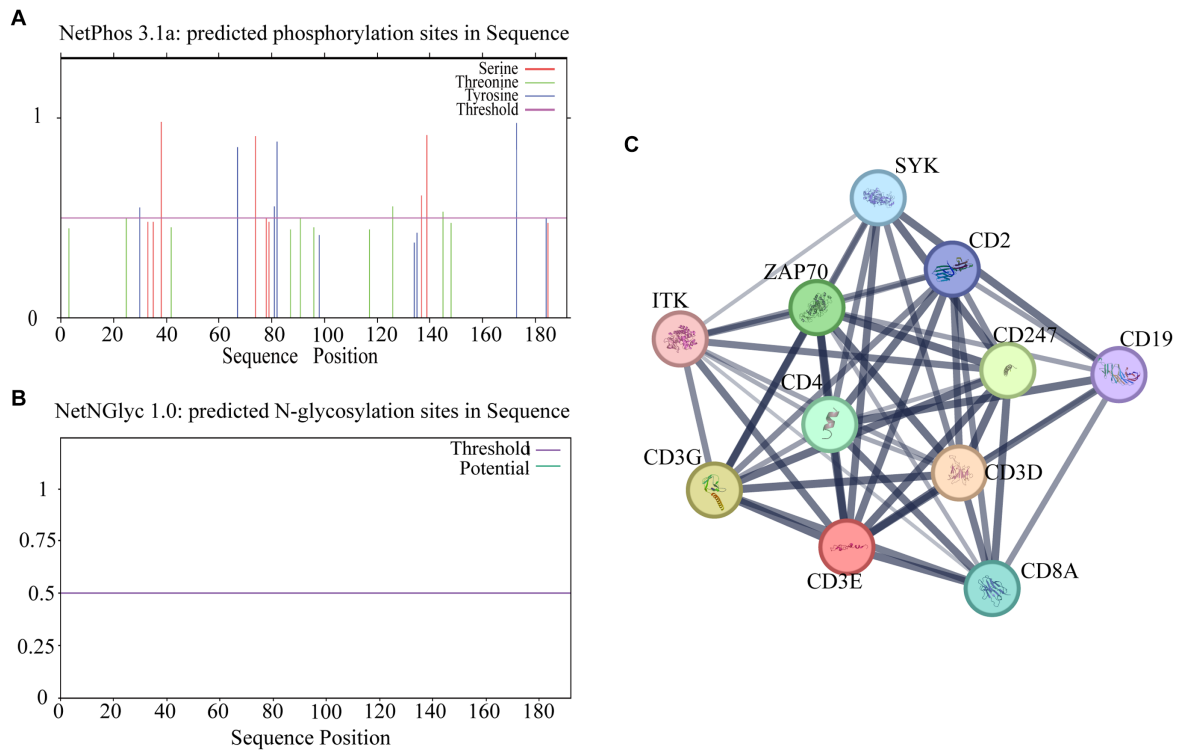 A
NetPhos 3.1a: predicted phosphorylation sites in Sequence
Serine
Threonine
Tyrosine
Threshold
1
0
0 20 40 60 80 100 120 140 160 180
Sequence Position
B
NetNGlyc 1.0: predicted N-glycosylation sites in Sequence
Threshold
Potential
1
0.75
0.5
0.25
0
0 20 40 60 80 100 120 140 160 180
Sequence Position
C
SYK
CD2
ZAP70
ITK
CD247
CD19
CD4
CD3G
CD3D
CD3E
CD8A